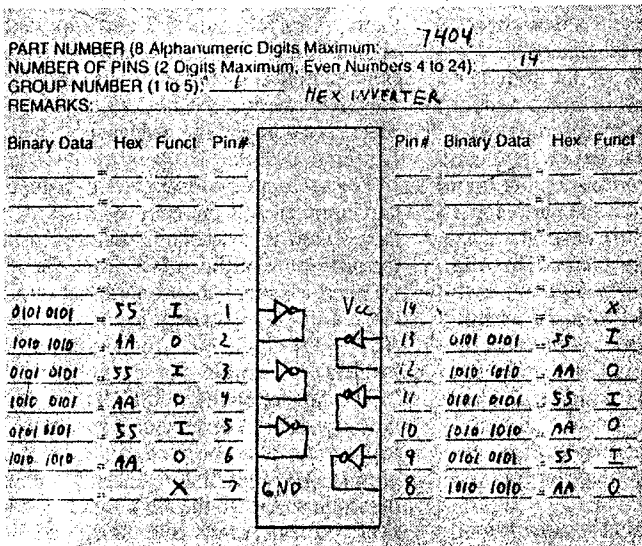 PART NUMBER (8 Alphanumeric Digits Maximum: 7404
NUMBER OF PINS (2 Digits Maximum, Even Numbers 4 to 24): 14
GROUP NUMBER (1 to 5): 1
REMARKS: HEX INVERTER
Binary Data Hex Funct Pin# Pin# Binary Data Hex Funct
0101 0101 = 55 I 1 Vcc 14 = X
1010 1010 = AA O 2 13 0101 0101 = 55 I
0101 0101 = 55 I 3 12 1010 1010 = AA O
1010 0101 = AA O 4 11 0101 0101 = 55 I
0101 0101 = 55 I 5 10 1010 1010 = AA O
1010 1010 = AA O 6 9 0101 0101 = 55 I
= X 7 GND 8 1010 1010 = AA O